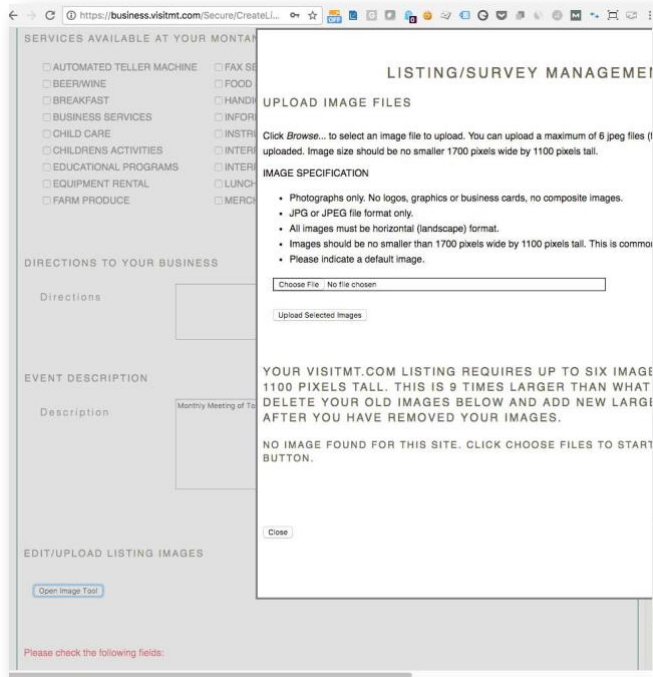 https://business.visitmt.com/Secure/CreateLi...
SERVICES AVAILABLE AT YOUR MONTAN
AUTOMATED TELLER MACHINE
FAX SE
BEER/WINE
FOOD
BREAKFAST
HANDI
BUSINESS SERVICES
INFOR
CHILD CARE
INSTRU
CHILDRENS ACTIVITIES
INTERI
EDUCATIONAL PROGRAMS
INTERI
EQUIPMENT RENTAL
LUNCH
FARM PRODUCE
MERCH
DIRECTIONS TO YOUR BUSINESS
Directions
EVENT DESCRIPTION
Description
Monthly Meeting of To
EDIT/UPLOAD LISTING IMAGES
Open Image Tool
Please check the following fields:
LISTING/SURVEY MANAGEMEN
UPLOAD IMAGE FILES
Click Browse... to select an image file to upload. You can upload a maximum of 6 jpeg files (
uploaded. Image size should be no smaller 1700 pixels wide by 1100 pixels tall.
IMAGE SPECIFICATION
• Photographs only. No logos, graphics or business cards, no composite images.
• JPG or JPEG file format only.
• All images must be horizontal (landscape) format.
• Images should be no smaller than 1700 pixels wide by 1100 pixels tall. This is commo
• Please indicate a default image.
Choose File No file chosen
Upload Selected Images
YOUR VISITMT.COM LISTING REQUIRES UP TO SIX IMAGE
1100 PIXELS TALL. THIS IS 9 TIMES LARGER THAN WHAT
DELETE YOUR OLD IMAGES BELOW AND ADD NEW LARGE
AFTER YOU HAVE REMOVED YOUR IMAGES.
NO IMAGE FOUND FOR THIS SITE. CLICK CHOOSE FILES TO START
BUTTON.
Close